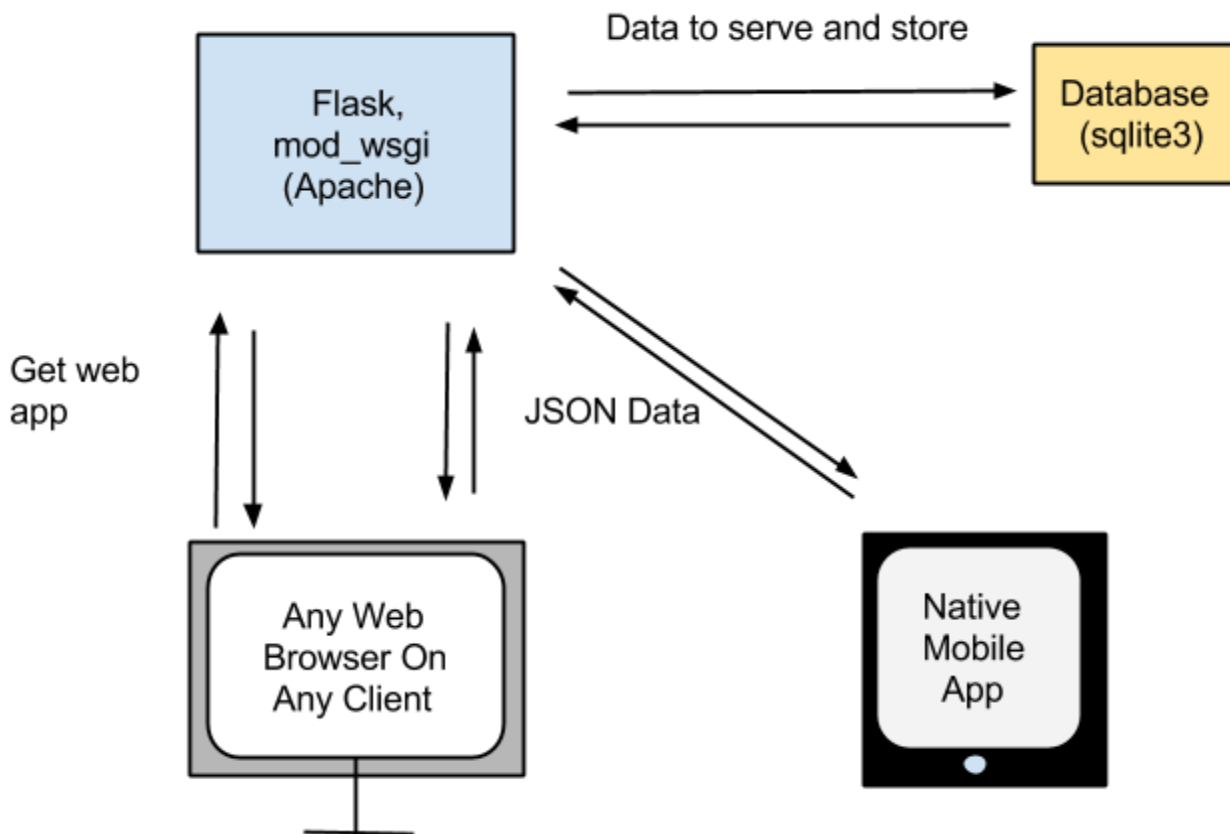 Data to serve and store
Flask,
mod_wsgi
(Apache)
Database
(sqlite3)
Get web
app
JSON Data
Any Web
Browser On
Any Client
Native
Mobile
App